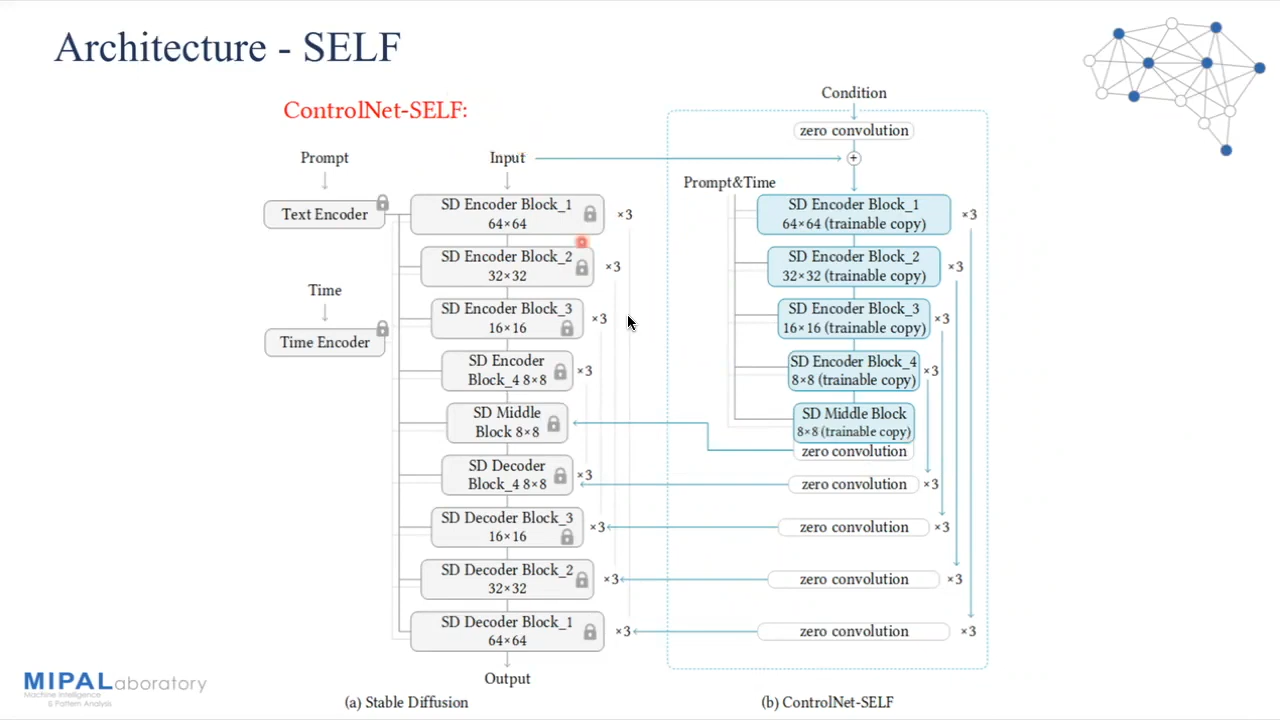 Architecture - SELF
ControlNet-SELF:
Prompt
Text Encoder
Time
Time Encoder
Input
SD Encoder Block_1
64×64
×3
SD Encoder Block_2
32×32
×3
SD Encoder Block_3
16×16
×3
SD Encoder
Block_4 8×8
×3
SD Middle
Block 8×8
SD Decoder
Block_4 8×8
×3
SD Decoder Block_3
16×16
×3
SD Decoder Block_2
32×32
×3
SD Decoder Block_1
64×64
×3
Output
(a) Stable Diffusion
Condition
zero convolution
+
Prompt&Time
SD Encoder Block_1
64×64 (trainable copy)
×3
SD Encoder Block_2
32×32 (trainable copy)
×3
SD Encoder Block_3
16×16 (trainable copy)
×3
SD Encoder Block_4
8×8 (trainable copy)
×3
SD Middle Block
8×8 (trainable copy)
zero convolution
zero convolution
×3
zero convolution
×3
zero convolution
×3
zero convolution
×3
(b) ControlNet-SELF
MIPALaboratory
Machine Intelligence
& Pattern Analysis